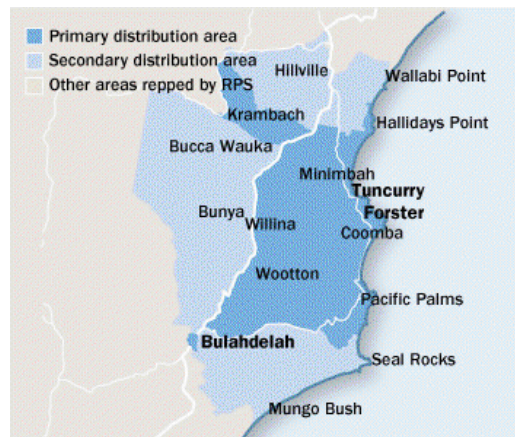 Primary distribution area
Secondary distribution area
Other areas repped by RPS
Hillville
Wallabi Point
Krambach
Hallidays Point
Bucca Wauka
Minimbah
Tuncurry
Bunya
Willina
Forster
Coomba
Wootton
Pacific Palms
Bulahdelah
Seal Rocks
Mungo Bush